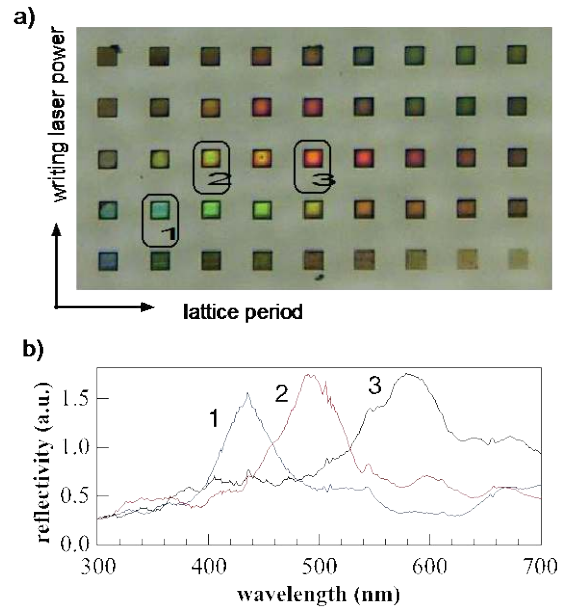 a)
writing laser power
2
3
1
lattice period
b)
1
2
3
reflectivity (a.u.)
1.5
1.0
0.5
0.0
300
400
500
600
700
wavelength (nm)